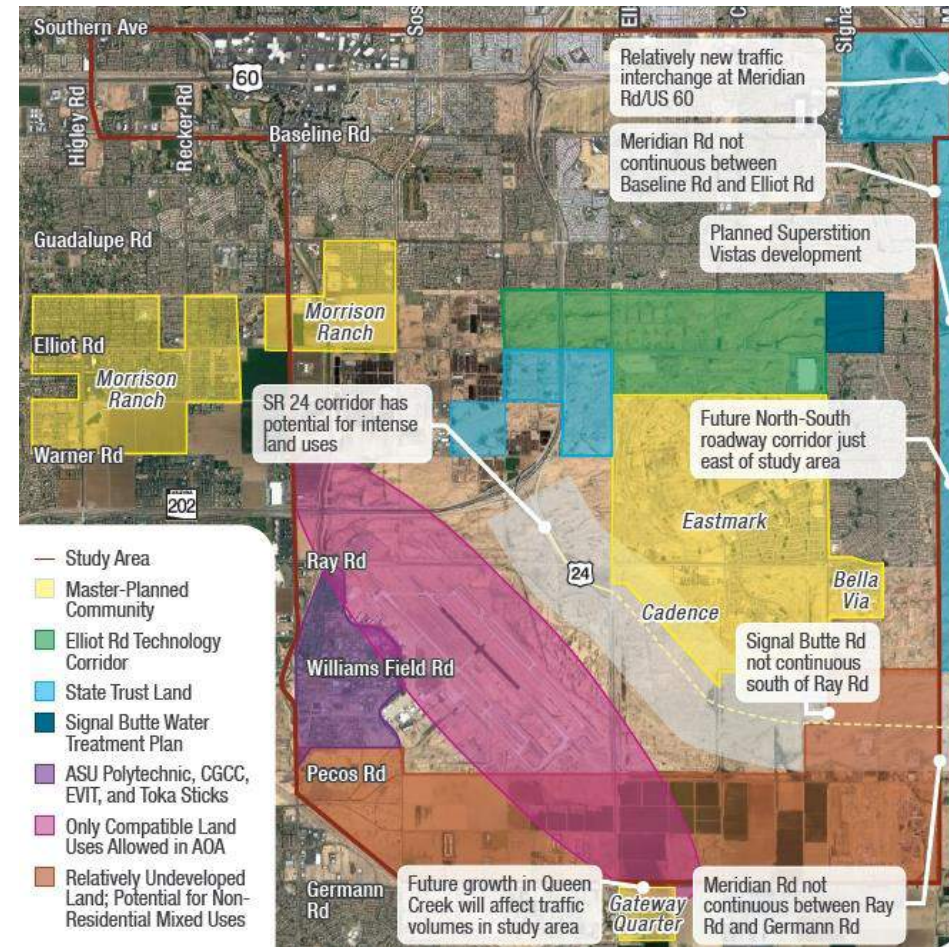 Southern Ave
60
Higley Rd
Recker Rd
Baseline Rd
Relatively new traffic
interchange at Meridian
Rd/US 60
Meridian Rd not
continuous between
Baseline Rd and Elliot Rd
Guadalupe Rd
Planned Superstition
Vistas development
Morrison
Ranch
Elliot Rd
Morrison
Ranch
SR 24 corridor has
potential for intense
land uses
Future North-South
roadway corridor just
east of study area
Warner Rd
202
Eastmark
Ray Rd
24
Bella
Via
Cadence
Signal Butte Rd
not continuous
south of Ray Rd
Williams Field Rd
Pecos Rd
Germann
Rd
Future growth in Queen
Creek will affect traffic
volumes in study area
Gateway
Quarter
Meridian Rd not
continuous between Ray
Rd and Germann Rd
Study Area
Master-Planned
Community
Elliot Rd Technology
Corridor
State Trust Land
Signal Butte Water
Treatment Plan
ASU Polytechnic, CGCC,
EVIT, and Toka Sticks
Only Compatible Land
Uses Allowed in AOA
Relatively Undeveloped
Land; Potential for Non-
Residential Mixed Uses